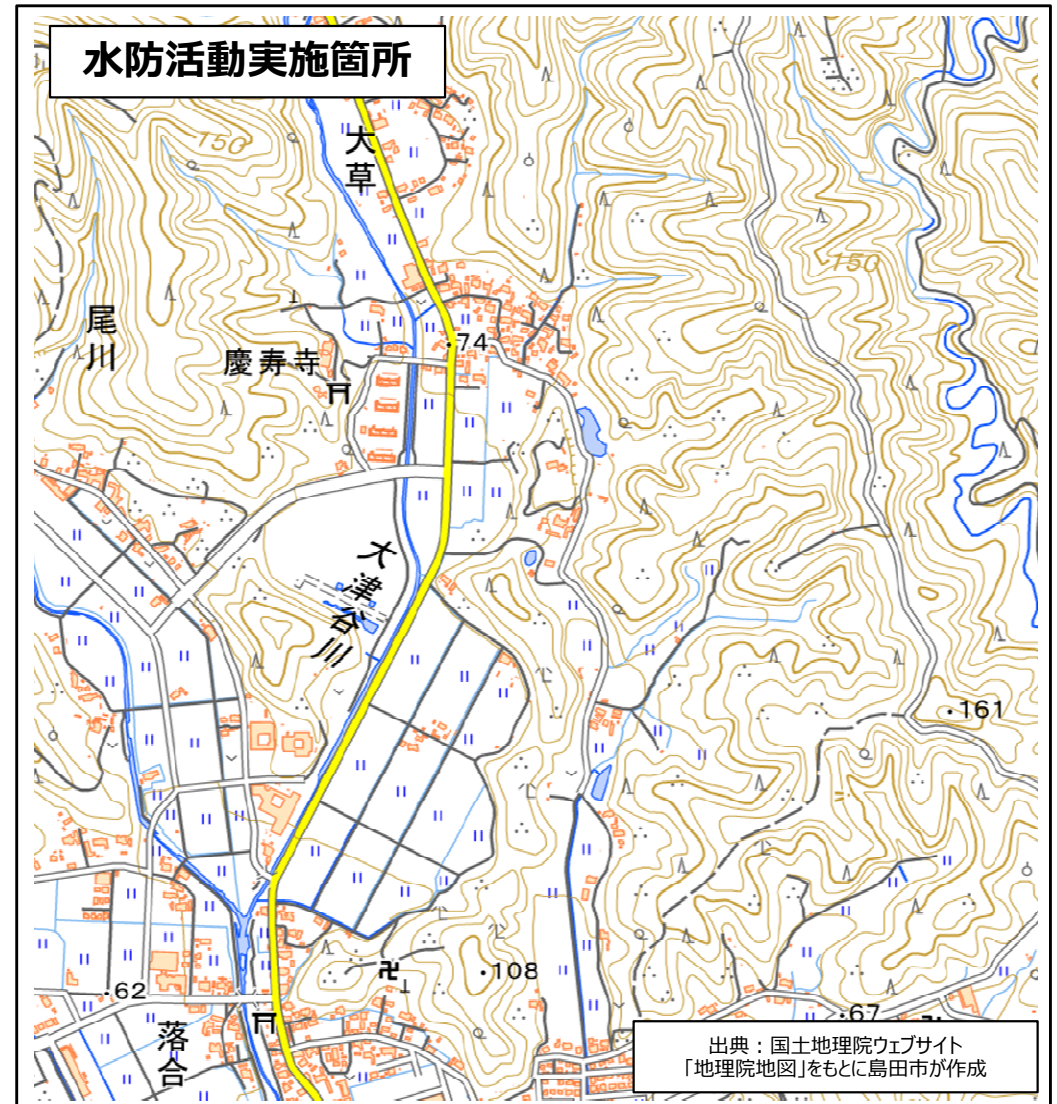 水防活動実施箇所
大草
150
150
尾川
慶寿寺
74
大津谷川
161
108
62
67
落合
出典:国土地理院ウェブサイト
「地理院地図」をもとに島田市が作成